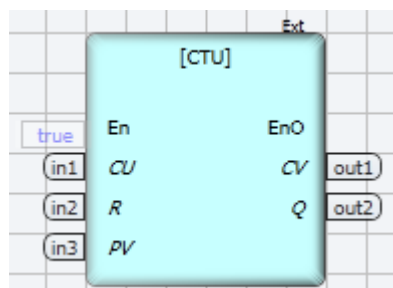 Ext
[CTU]
true En EnO
in1 CU CV out1
in2 R Q out2
in3 PV